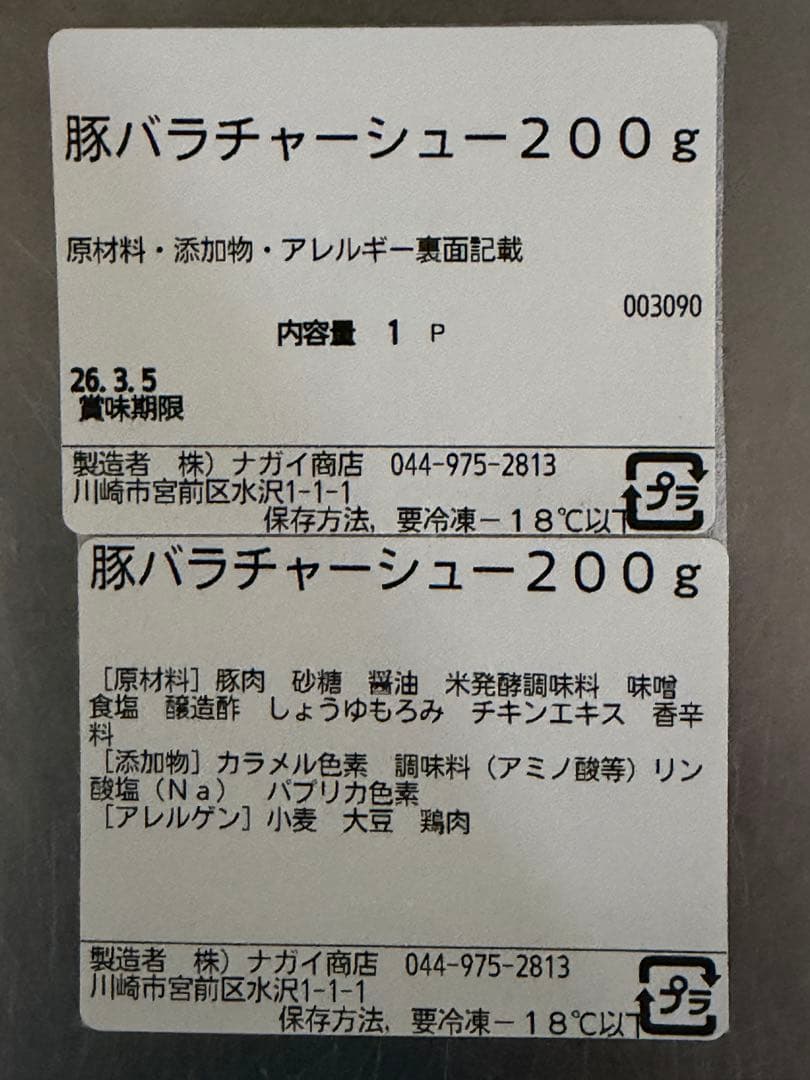 豚バラチャーシュー２００ｇ
原材料・添加物・アレルギー裏面記載
003090
内容量 1 P
26. 3. 5
賞味期限
製造者 株）ナガイ商店 044-975-2813
川崎市宮前区水沢1-1-1
保存方法, 要冷凍－１８℃以下
プラ
豚バラチャーシュー２００ｇ
［原材料］豚肉 砂糖 醤油 米発酵調味料 味噌
食塩 醸造酢 しょうゆもろみ チキンエキス 香辛
料
［添加物］カラメル色素 調味料（アミノ酸等）リン
酸塩（Ｎａ） パプリカ色素
［アレルゲン］小麦 大豆 鶏肉
製造者 株）ナガイ商店 044-975-2813
川崎市宮前区水沢1-1-1
保存方法, 要冷凍－１８℃以下
プラ